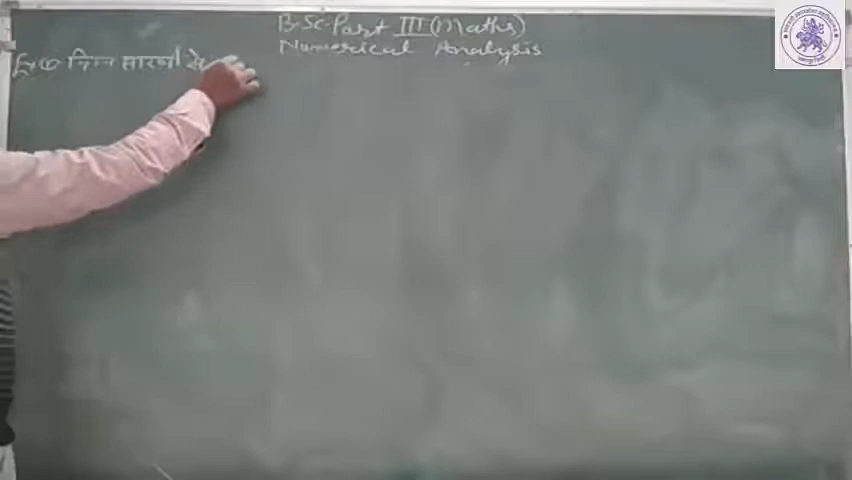 B.Sc. Part III (Maths)
Numerical Analysis
निम्न सारणी से